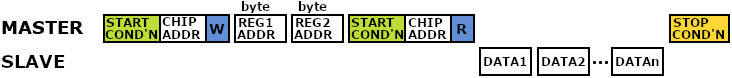 byte byte
MASTER START COND'N CHIP ADDR W REG1 ADDR REG2 ADDR START COND'N CHIP ADDR R STOP COND'N
SLAVE DATA1 DATA2 ··· DATAn